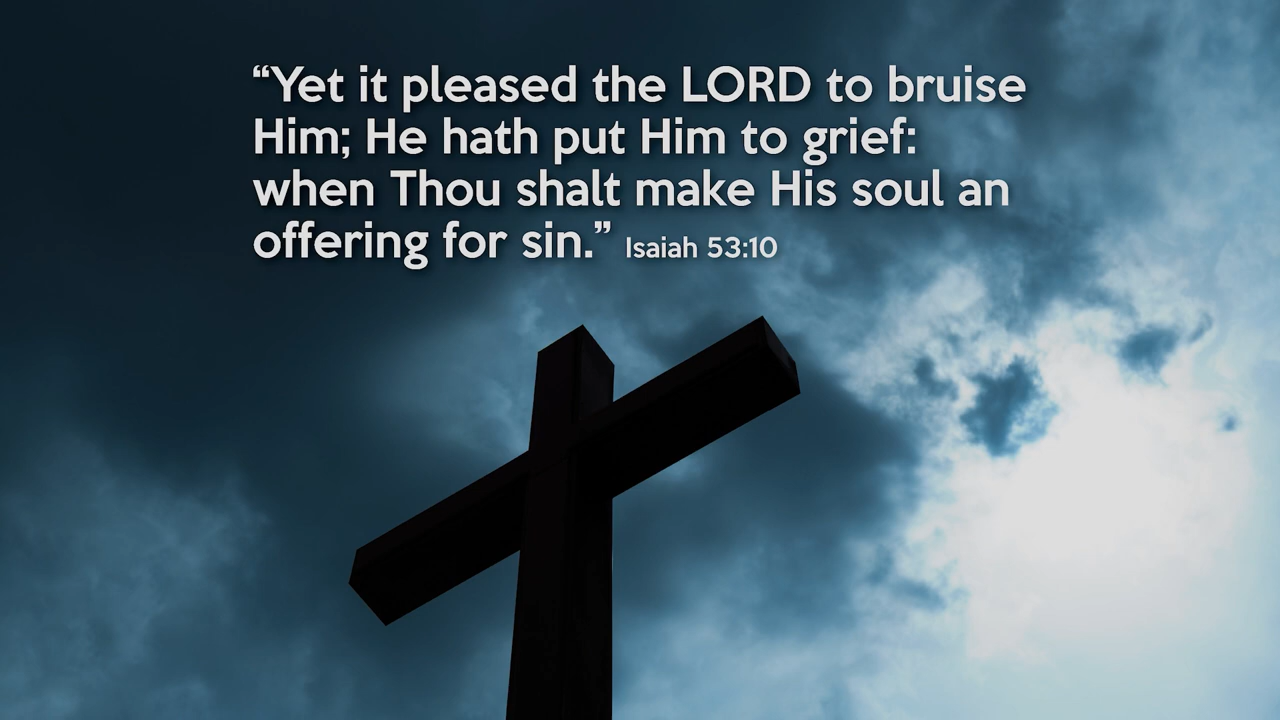 “Yet it pleased the LORD to bruise
Him; He hath put Him to grief:
when Thou shalt make His soul an
offering for sin.” Isaiah 53:10